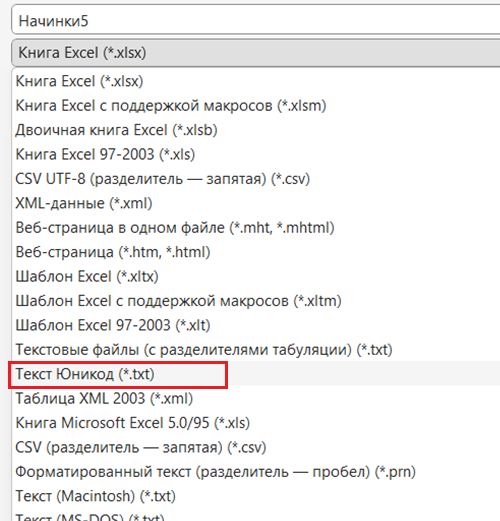 Начинки5
Книга Excel (*.xlsx)
Книга Excel (*.xlsx)
Книга Excel с поддержкой макросов (*.xlsm)
Двоичная книга Excel (*.xlsb)
Книга Excel 97-2003 (*.xls)
CSV UTF-8 (разделитель — запятая) (*.csv)
XML-данные (*.xml)
Веб-страница в одном файле (*.mht, *.mhtml)
Веб-страница (*.htm, *.html)
Шаблон Excel (*.xltx)
Шаблон Excel с поддержкой макросов (*.xltm)
Шаблон Excel 97-2003 (*.xlt)
Текстовые файлы (с разделителями табуляции) (*.txt)
Текст Юникод (*.txt)
Таблица XML 2003 (*.xml)
Книга Microsoft Excel 5.0/95 (*.xls)
CSV (разделитель — запятая) (*.csv)
Форматированный текст (разделитель — пробел) (*.prn)
Текст (Macintosh) (*.txt)
Текст (MS-DOS) (*.txt)